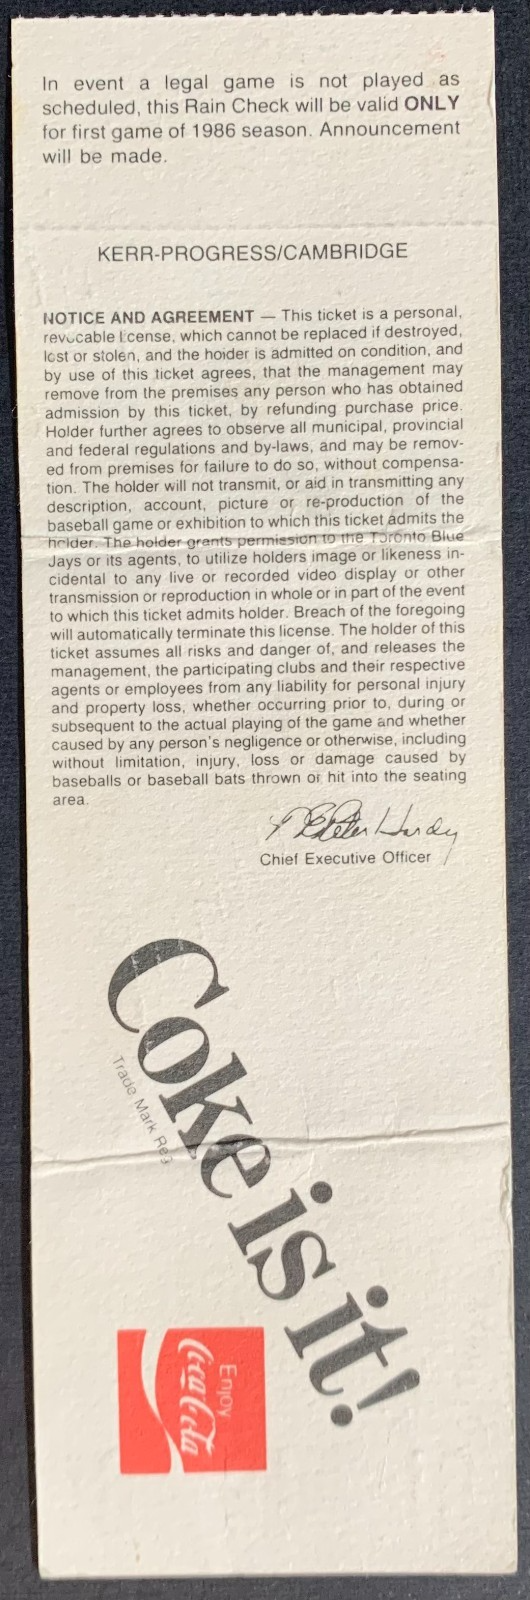 In event a legal game is not played as
scheduled, this Rain Check will be valid ONLY
for first game of 1986 season. Announcement
will be made.
KERR-PROGRESS/CAMBRIDGE
NOTICE AND AGREEMENT — This ticket is a personal,
revocable license, which cannot be replaced if destroyed,
lost or stolen, and the holder is admitted on condition, and
by use of this ticket agrees, that the management may
remove from the premises any person who has obtained
admission by this ticket, by refunding purchase price.
Holder further agrees to observe all municipal, provincial
and federal regulations and by-laws, and may be remov-
ed from premises for failure to do so, without compensa-
tion. The holder will not transmit, or aid in transmitting any
description, account, picture or re-production of the
baseball game or exhibition to which this ticket admits the
holder. The holder grants permission to the Toronto Blue
Jays or its agents, to utilize holders image or likeness in-
cidental to any live or recorded video display or other
transmission or reproduction in whole or in part of the event
to which this ticket admits holder. Breach of the foregoing
will automatically terminate this license. The holder of this
ticket assumes all risks and danger of, and releases the
management, the participating clubs and their respective
agents or employees from any liability for personal injury
and property loss, whether occurring prior to, during or
subsequent to the actual playing of the game and whether
caused by any person's negligence or otherwise, including
without limitation, injury, loss or damage caused by
baseballs or baseball bats thrown or hit into the seating
area.
Peter Hardy
Chief Executive Officer
Coke is it!
Trade Mark Reg
Enjoy
Coca-Cola